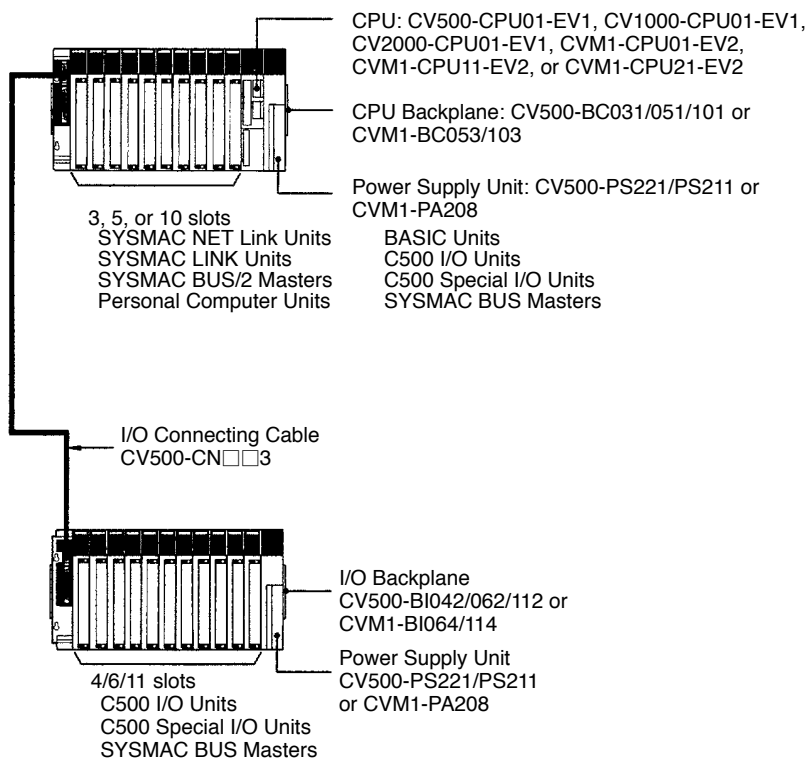 CPU: CV500-CPU01-EV1, CV1000-CPU01-EV1,
CV2000-CPU01-EV1, CVM1-CPU01-EV2,
CVM1-CPU11-EV2, or CVM1-CPU21-EV2
CPU Backplane: CV500-BC031/051/101 or
CVM1-BC053/103
Power Supply Unit: CV500-PS221/PS211 or
CVM1-PA208
3, 5, or 10 slots
SYSMAC NET Link Units
SYSMAC LINK Units
SYSMAC BUS/2 Masters
Personal Computer Units
BASIC Units
C500 I/O Units
C500 Special I/O Units
SYSMAC BUS Masters
I/O Connecting Cable
CV500-CN□□3
I/O Backplane
CV500-BI042/062/112 or
CVM1-BI064/114
Power Supply Unit
CV500-PS221/PS211
or CVM1-PA208
4/6/11 slots
C500 I/O Units
C500 Special I/O Units
SYSMAC BUS Masters